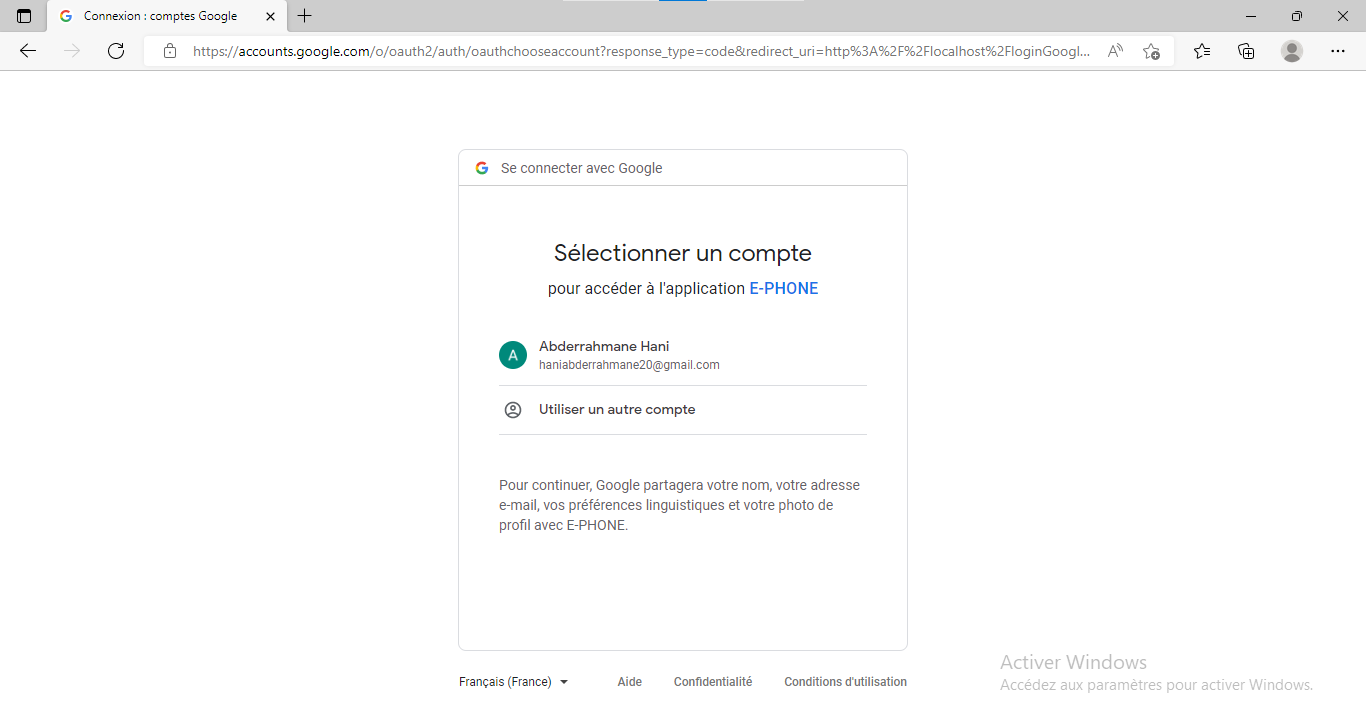 Connexion : comptes Google
https://accounts.google.com/o/oauth2/auth/oauthchooseaccount?response_type=code&redirect_uri=http%3A%2F%2Flocalhost%2FloginGoogl...
Se connecter avec Google
Sélectionner un compte
pour accéder à l'application E-PHONE
A
Abderrahmane Hani
haniabderrahmane20@gmail.com
Utiliser un autre compte
Pour continuer, Google partagera votre nom, votre adresse
e-mail, vos préférences linguistiques et votre photo de
profil avec E-PHONE.
Activer Windows
Accédez aux paramètres pour activer Windows.
Français (France) Aide Confidentialité Conditions d'utilisation